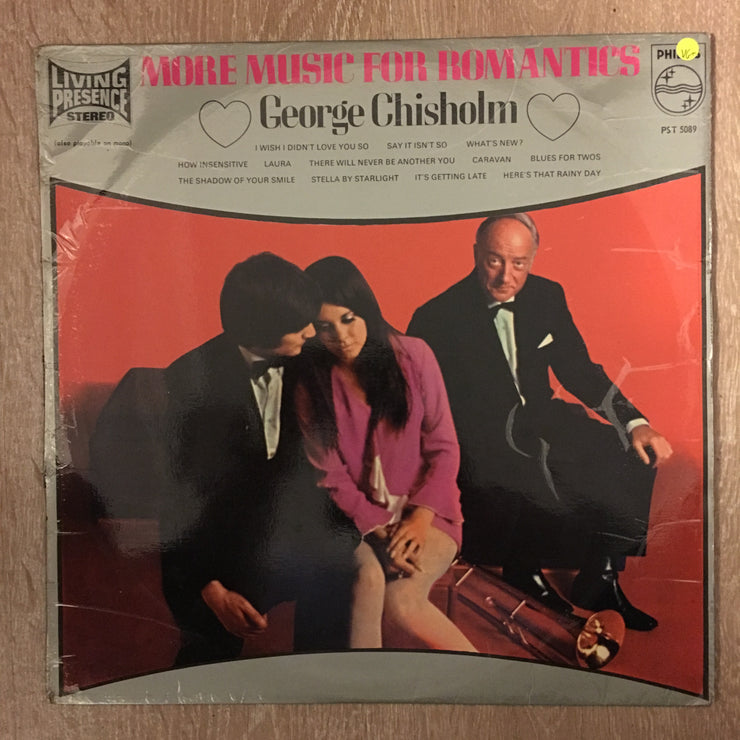 LIVING
PRESENCE
STEREO
(also playable on mono)
MORE MUSIC FOR ROMANTICS
George Chisholm
PHI
VG-
PST 5089
I WISH I DIDN'T LOVE YOU SO SAY IT ISN'T SO WHAT'S NEW?
HOW INSENSITIVE LAURA THERE WILL NEVER BE ANOTHER YOU CARAVAN BLUES FOR TWOS
THE SHADOW OF YOUR SMILE STELLA BY STARLIGHT IT'S GETTING LATE HERE'S THAT RAINY DAY